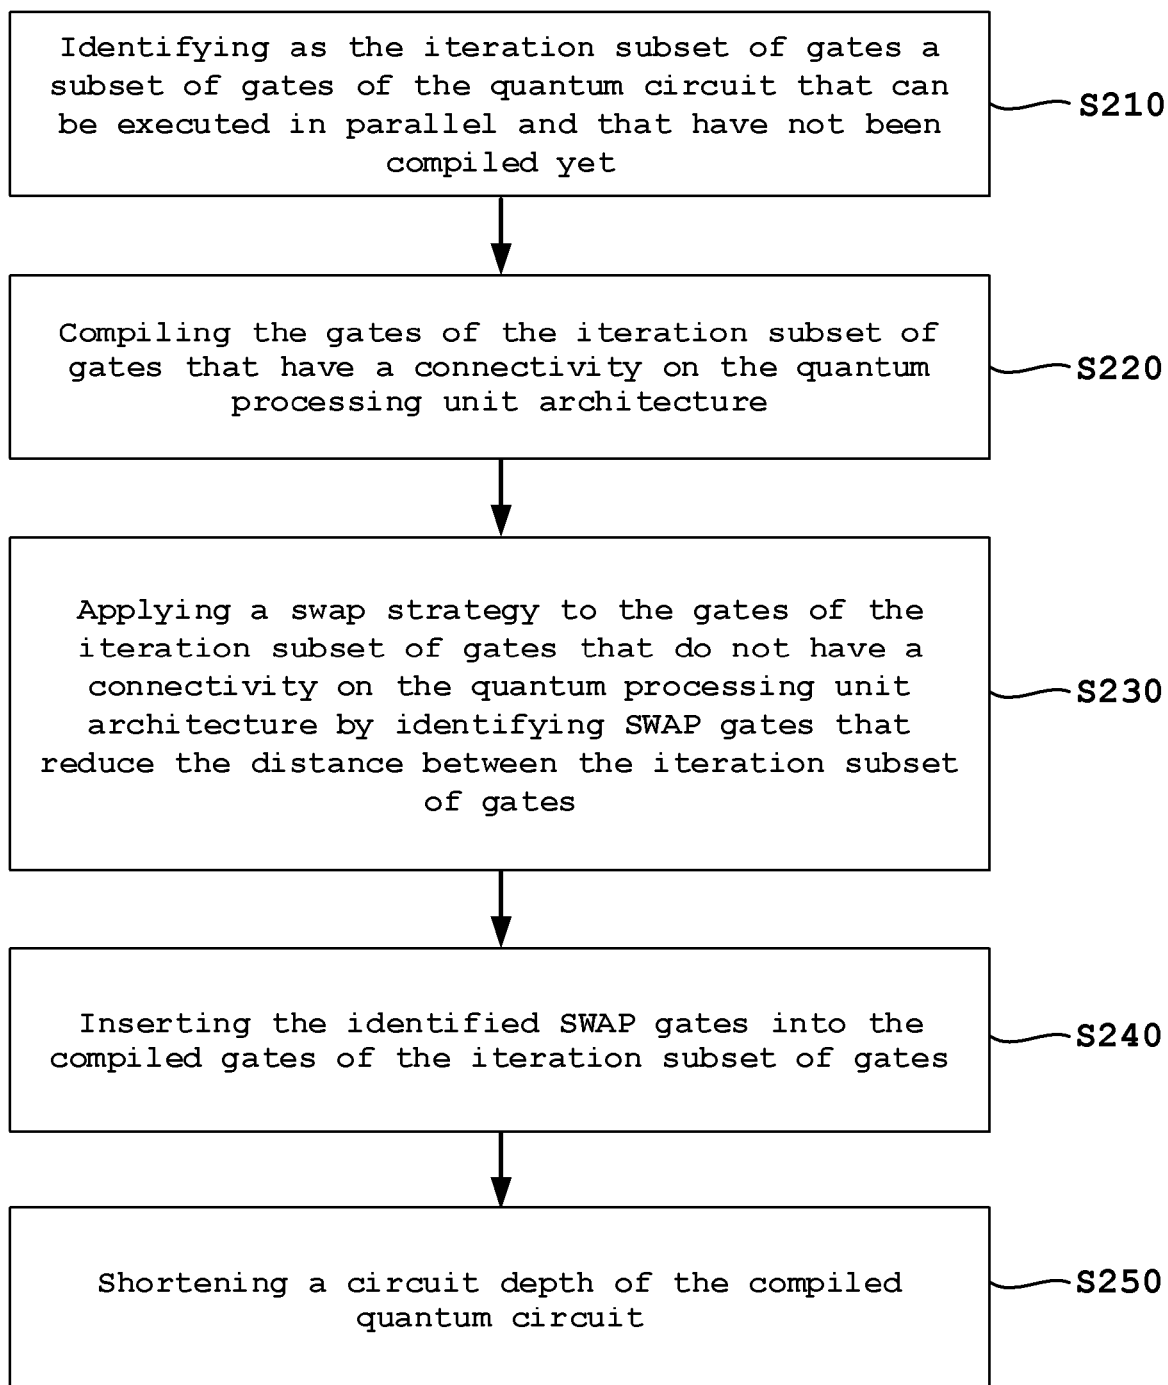 Identifying as the iteration subset of gates a
subset of gates of the quantum circuit that can
be executed in parallel and that have not been
compiled yet
S210
Compiling the gates of the iteration subset of
gates that have a connectivity on the quantum
processing unit architecture
S220
Applying a swap strategy to the gates of the
iteration subset of gates that do not have a
connectivity on the quantum processing unit
architecture by identifying SWAP gates that
reduce the distance between the iteration subset
of gates
S230
Inserting the identified SWAP gates into the
compiled gates of the iteration subset of gates
S240
Shortening a circuit depth of the compiled
quantum circuit
S250